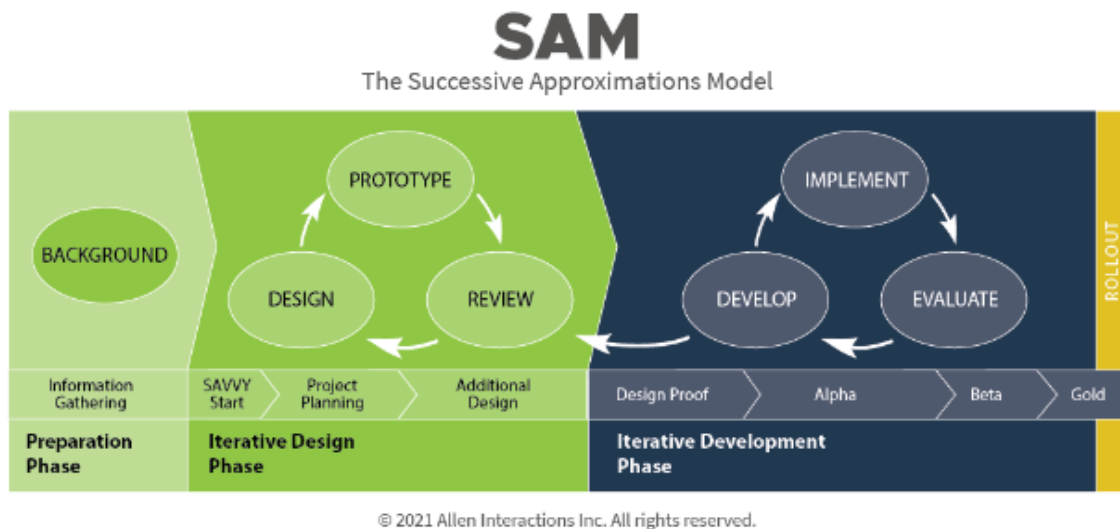 SAM
The Successive Approximations Model
BACKGROUND
PROTOTYPE
DESIGN
REVIEW
IMPLEMENT
DEVELOP
EVALUATE
ROLLOUT
Information
Gathering
SAVVY
Start
Project
Planning
Additional
Design
Design Proof
Alpha
Beta
Gold
Preparation
Phase
Iterative Design
Phase
Iterative Development
Phase
© 2021 Allen Interactions Inc. All rights reserved.